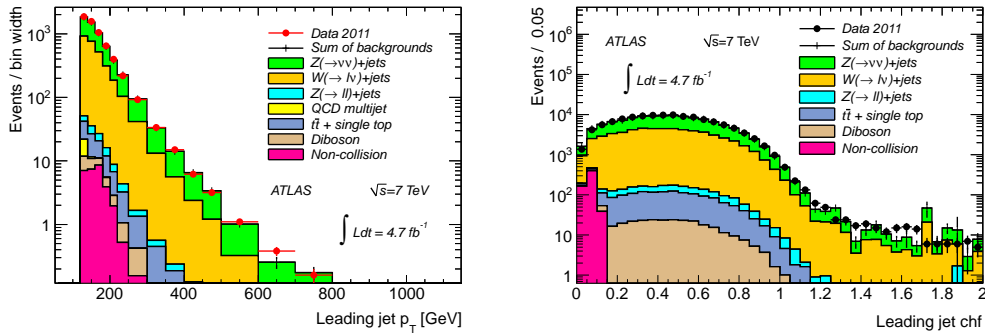 Events / bin width
10³
10²
10
1
Data 2011
Sum of backgrounds
Z(→νν)+jets
W(→ lν)+jets
Z(→ ll)+jets
QCD multijet
tt̄ + single top
Diboson
Non-collision
ATLAS √s=7 TeV
∫ Ldt = 4.7 fb⁻¹
200 400 600 800 1000
Leading jet p_T [GeV]
Events / 0.05
10⁷
10⁶
10⁵
10⁴
10³
10²
10
1
ATLAS √s=7 TeV
∫ Ldt = 4.7 fb⁻¹
Data 2011
Sum of backgrounds
Z(→νν)+jets
W(→ lν)+jets
Z(→ ll)+jets
tt̄ + single top
Diboson
Non-collision
0 0.2 0.4 0.6 0.8 1 1.2 1.4 1.6 1.8 2
Leading jet chf